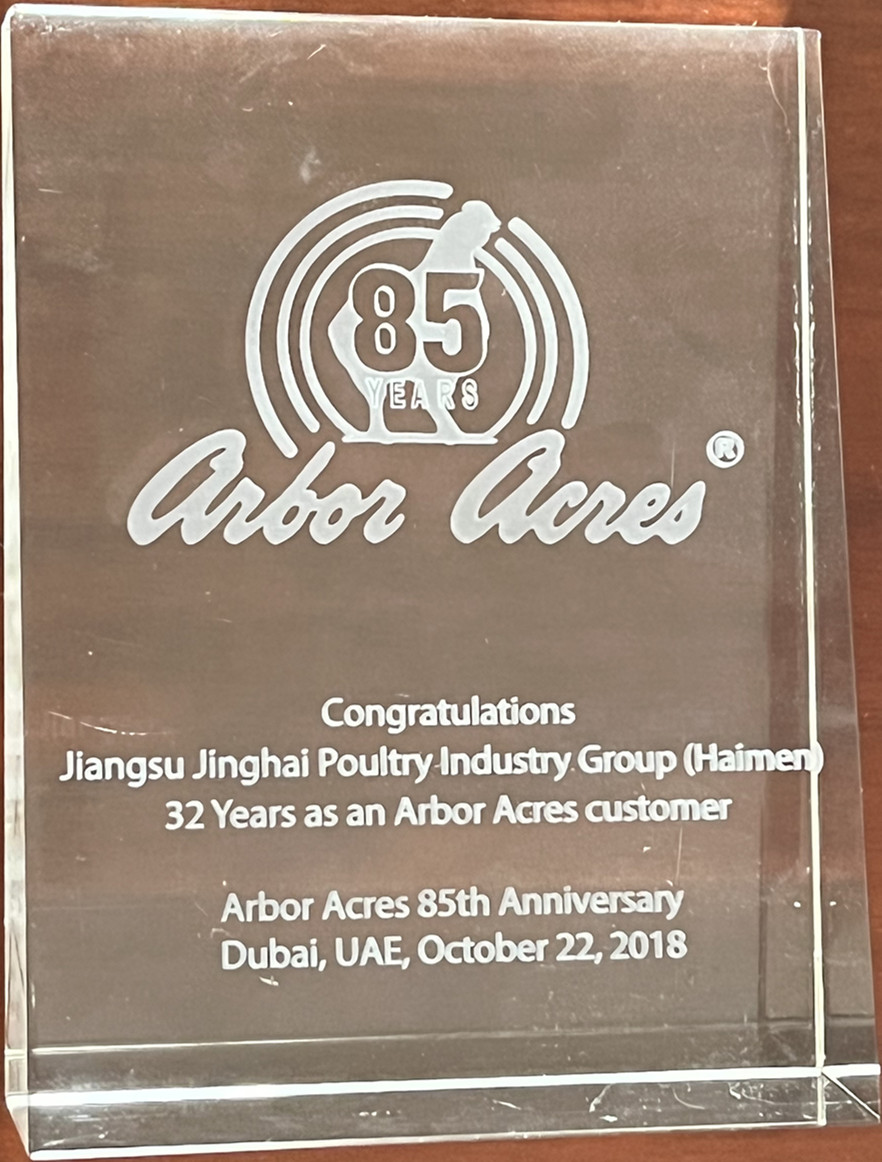 85
YEARS
Arbor Acres®
Congratulations
Jiangsu Jinghai Poultry Industry Group (Haimen)
32 Years as an Arbor Acres customer
Arbor Acres 85th Anniversary
Dubai, UAE, October 22, 2018